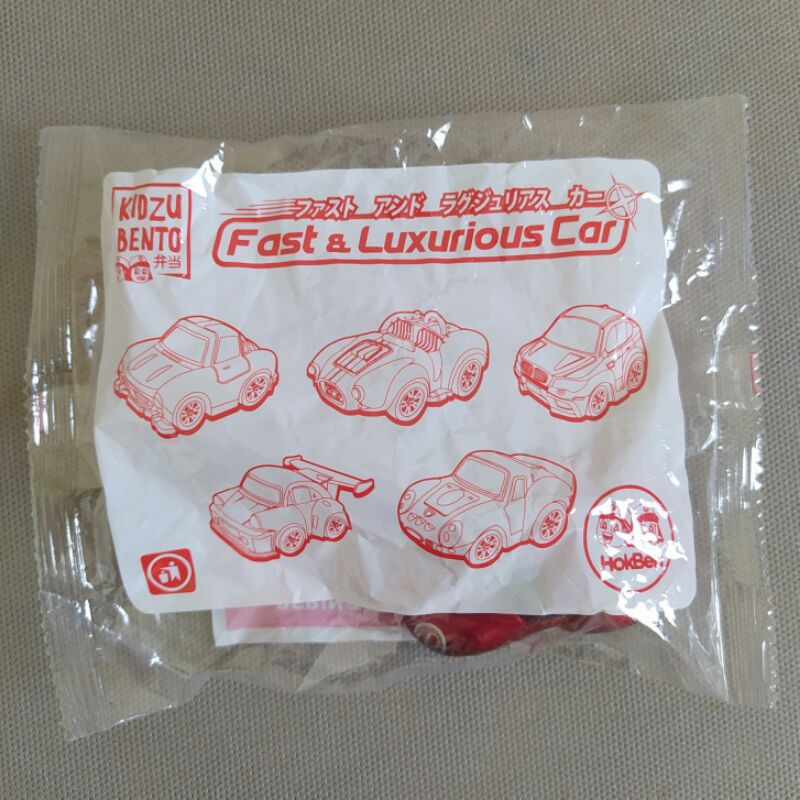 KIDZU
BENTO
弁当
ファスト アンド ラグジュリアス カー
Fast & Luxurious Car
HokBen